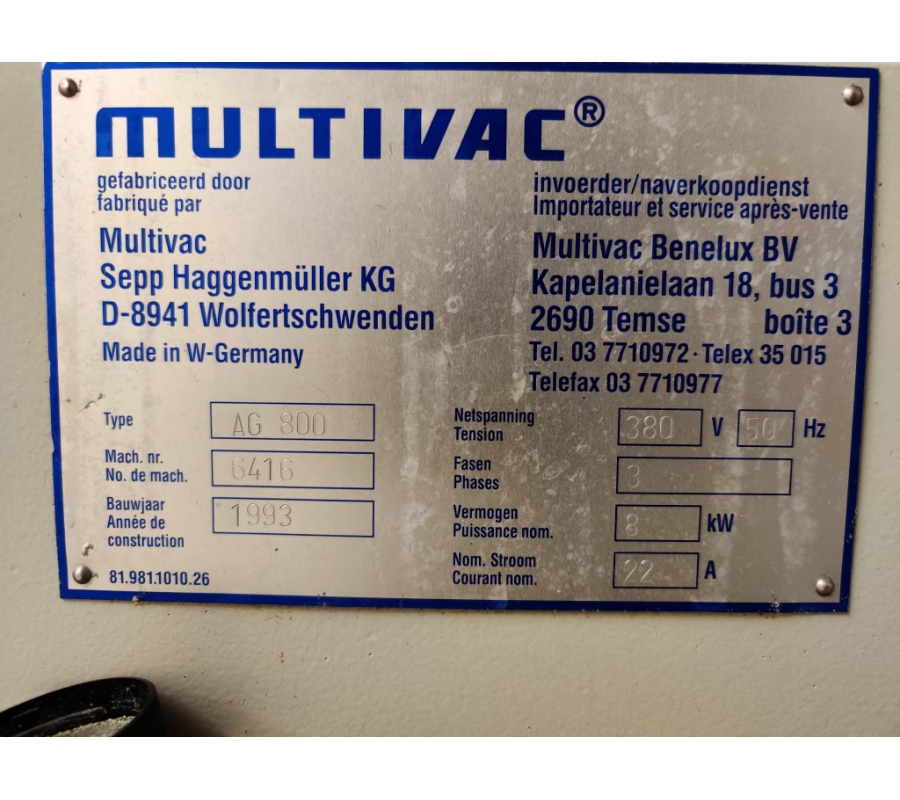 MULTIVAC®
gefabriceerd door
fabriqué par
Multivac
Sepp Haggenmüller KG
D-8941 Wolfertschwenden
Made in W-Germany
invoerder/naverkoopdienst
Importateur et service après-vente
Multivac Benelux BV
Kapelanielaan 18, bus 3
2690 Temse boîte 3
Tel. 03 7710972 · Telex 35 015
Telefax 03 7710977
Type AG 800
Mach. nr.
No. de mach. 6416
Bauwjaar
Année de
construction 1993
81.981.1010.26
Netspanning
Tension 380 V 50 Hz
Fasen
Phases 3
Vermogen
Puissance nom. 8 kW
Nom. Stroom
Courant nom. 22 A